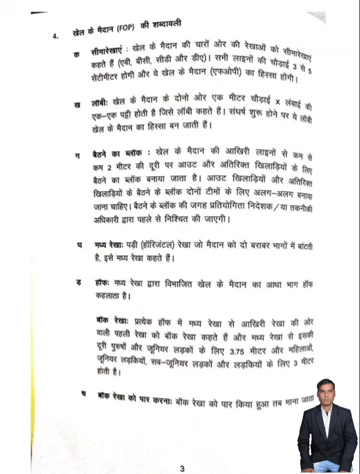 4. खेल के मैदान (FOP) की शब्दावली
क सीमारेखाएं : खेल के मैदान की चारों ओर की रेखाओं को सीमारेखाएं
कहते हैं (एबी, बीसी, सीडी और डीए)। सभी लाइनों की चौड़ाई 3 से 5
सेंटीमीटर होगी और ये खेल के मैदान (एफओपी) का हिस्सा होंगी।
ख लॉबी: खेल के मैदान के दोनो ओर एक मीटर चौड़ाई x लंबाई की
एक-एक पट्टी होती है जिसे लॉबी कहते हैं। संघर्ष शुरू होने पर ये लॉबी
खेल के मैदान का हिस्सा बन जाती हैं।
ग बैठने का ब्लॉक : खेल के मैदान की आखिरी लाइनों से कम से
कम 2 मीटर की दूरी पर आउट और अतिरिक्त खिलाड़ियों के लिए
बैठने का ब्लॉक बनाया जाता है। आउट खिलाड़ियों और अतिरिक्त
खिलाड़ियों के बैठने के ब्लॉक दोनों टीमों के लिए अलग-अलग बनाया
जाना चाहिए। बैठने के ब्लॉक की जगह प्रतियोगिता निदेशक/या तकनीकी
अधिकारी द्वारा पहले से निश्चित की जाएगी।
घ मध्य रेखा: पड़ी (हॉरिजंटल) रेखा जो मैदान को दो बराबर भागों में बांटती
है, इसे मध्य रेखा कहते हैं।
ड़ हॉफ: मध्य रेखा द्वारा विभाजित खेल के मैदान का आधा भाग हॉफ
कहलाता है।
बॉक रेखा: प्रत्येक हॉफ में मध्य रेखा से आखिरी रेखा की ओर
वाली पहली रेखा को बॉक रेखा कहते हैं और मध्य रेखा से इसकी
दूरी पुरुषों और जूनियर लड़कों के लिए 3.75 मीटर और महिलाओं,
जूनियर लड़कियों, सब-जूनियर लड़कों और लड़कियों के लिए 3 मीटर
होती है।
च बॉक रेखा को पार करना: बॉक रेखा को पार किया हुआ तब माना जाता
3